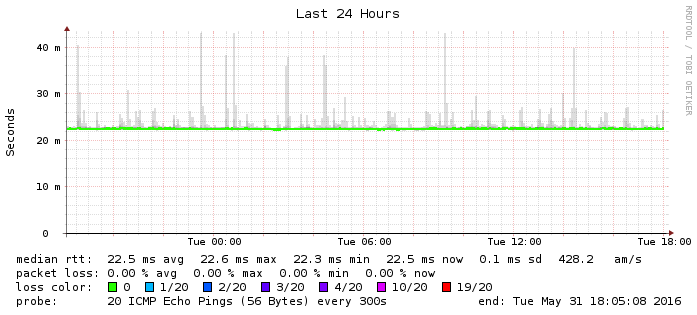 Last 24 Hours
RRDTOOL / TOBI OETIKER
Seconds
40 m
30 m
20 m
10 m
0
Tue 00:00 Tue 06:00 Tue 12:00 Tue 18:00
median rtt: 22.5 ms avg 22.6 ms max 22.3 ms min 22.5 ms now 0.1 ms sd 428.2 am/s
packet loss: 0.00 % avg 0.00 % max 0.00 % min 0.00 % now
loss color: 0 1/20 2/20 3/20 4/20 10/20 19/20
probe: 20 ICMP Echo Pings (56 Bytes) every 300s end: Tue May 31 18:05:08 2016